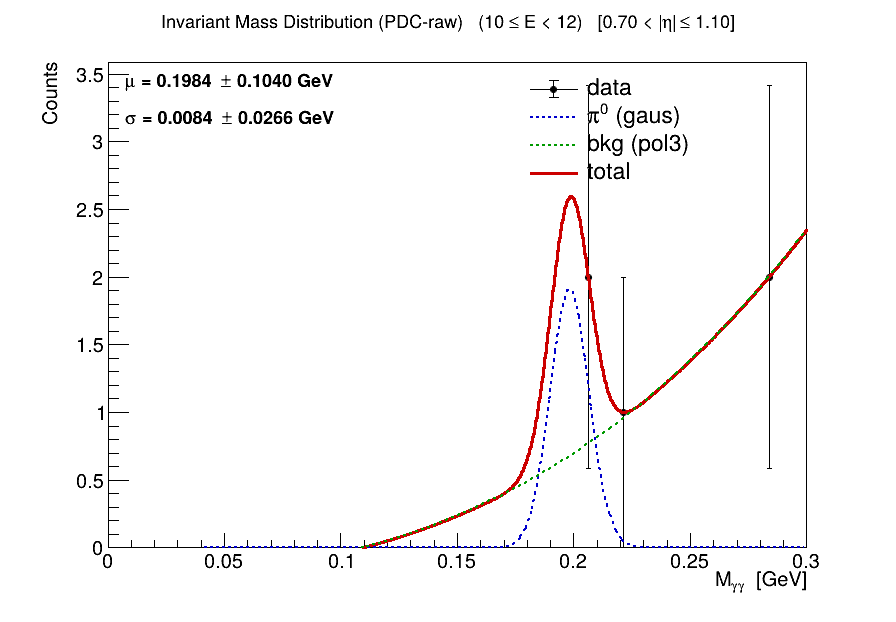 Invariant Mass Distribution (PDC-raw) (10 ≤ E < 12) [0.70 < |η| ≤ 1.10]
Counts
μ = 0.1984 ± 0.1040 GeV
σ = 0.0084 ± 0.0266 GeV
data
π⁰ (gaus)
bkg (pol3)
total
3.5
3
2.5
2
1.5
1
0.5
0
0 0.05 0.1 0.15 0.2 0.25 0.3
M_γγ [GeV]